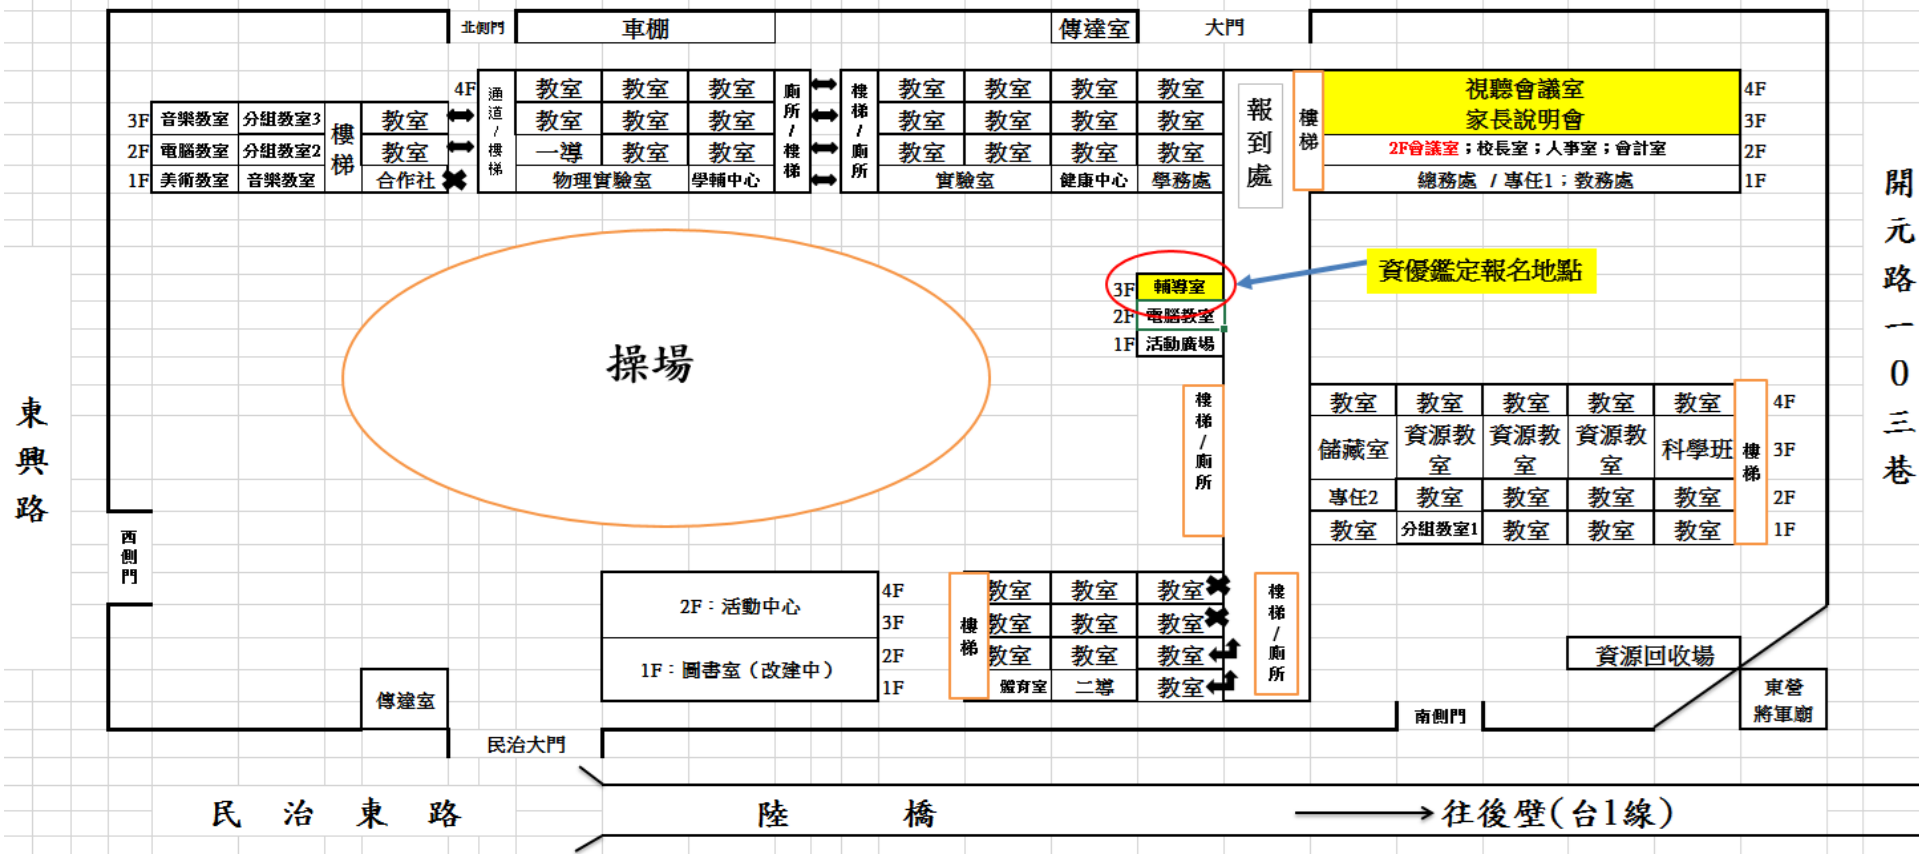 北側門 車棚 傳達室 大門
4F 通道/樓梯 教室 教室 教室 廁所/樓梯 樓梯/廁所 教室 教室 教室 教室 報到處 樓梯 視聽會議室 4F
3F 音樂教室 分組教室3 樓梯 教室 教室 教室 教室 教室 教室 教室 教室 家長說明會 3F
2F 電腦教室 分組教室2 教室 一導 教室 教室 教室 教室 教室 教室 2F會議室；校長室；人事室；會計室 2F
1F 美術教室 音樂教室 合作社 物理實驗室 學輔中心 實驗室 健康中心 學務處 總務處 / 專任1；教務處 1F
開元路一0三巷
資優鑑定報名地點
3F 輔導室
2F 電腦教室
1F 活動廣場
操場
東興路
樓梯/廁所
教室 教室 教室 教室 教室 樓梯 4F
儲藏室 資源教室 資源教室 資源教室 科學班 3F
專任2 教室 教室 教室 教室 2F
教室 分組教室1 教室 教室 教室 1F
西側門
2F：活動中心
1F：圖書室（改建中）
4F 樓梯 教室 教室 教室 樓梯/廁所
3F 教室 教室 教室
2F 教室 教室 教室
1F 體育室 二導 教室
資源回收場
傳達室
東營
將軍廟
南側門
民治大門
民治東路 陸橋 往後壁(台1線)